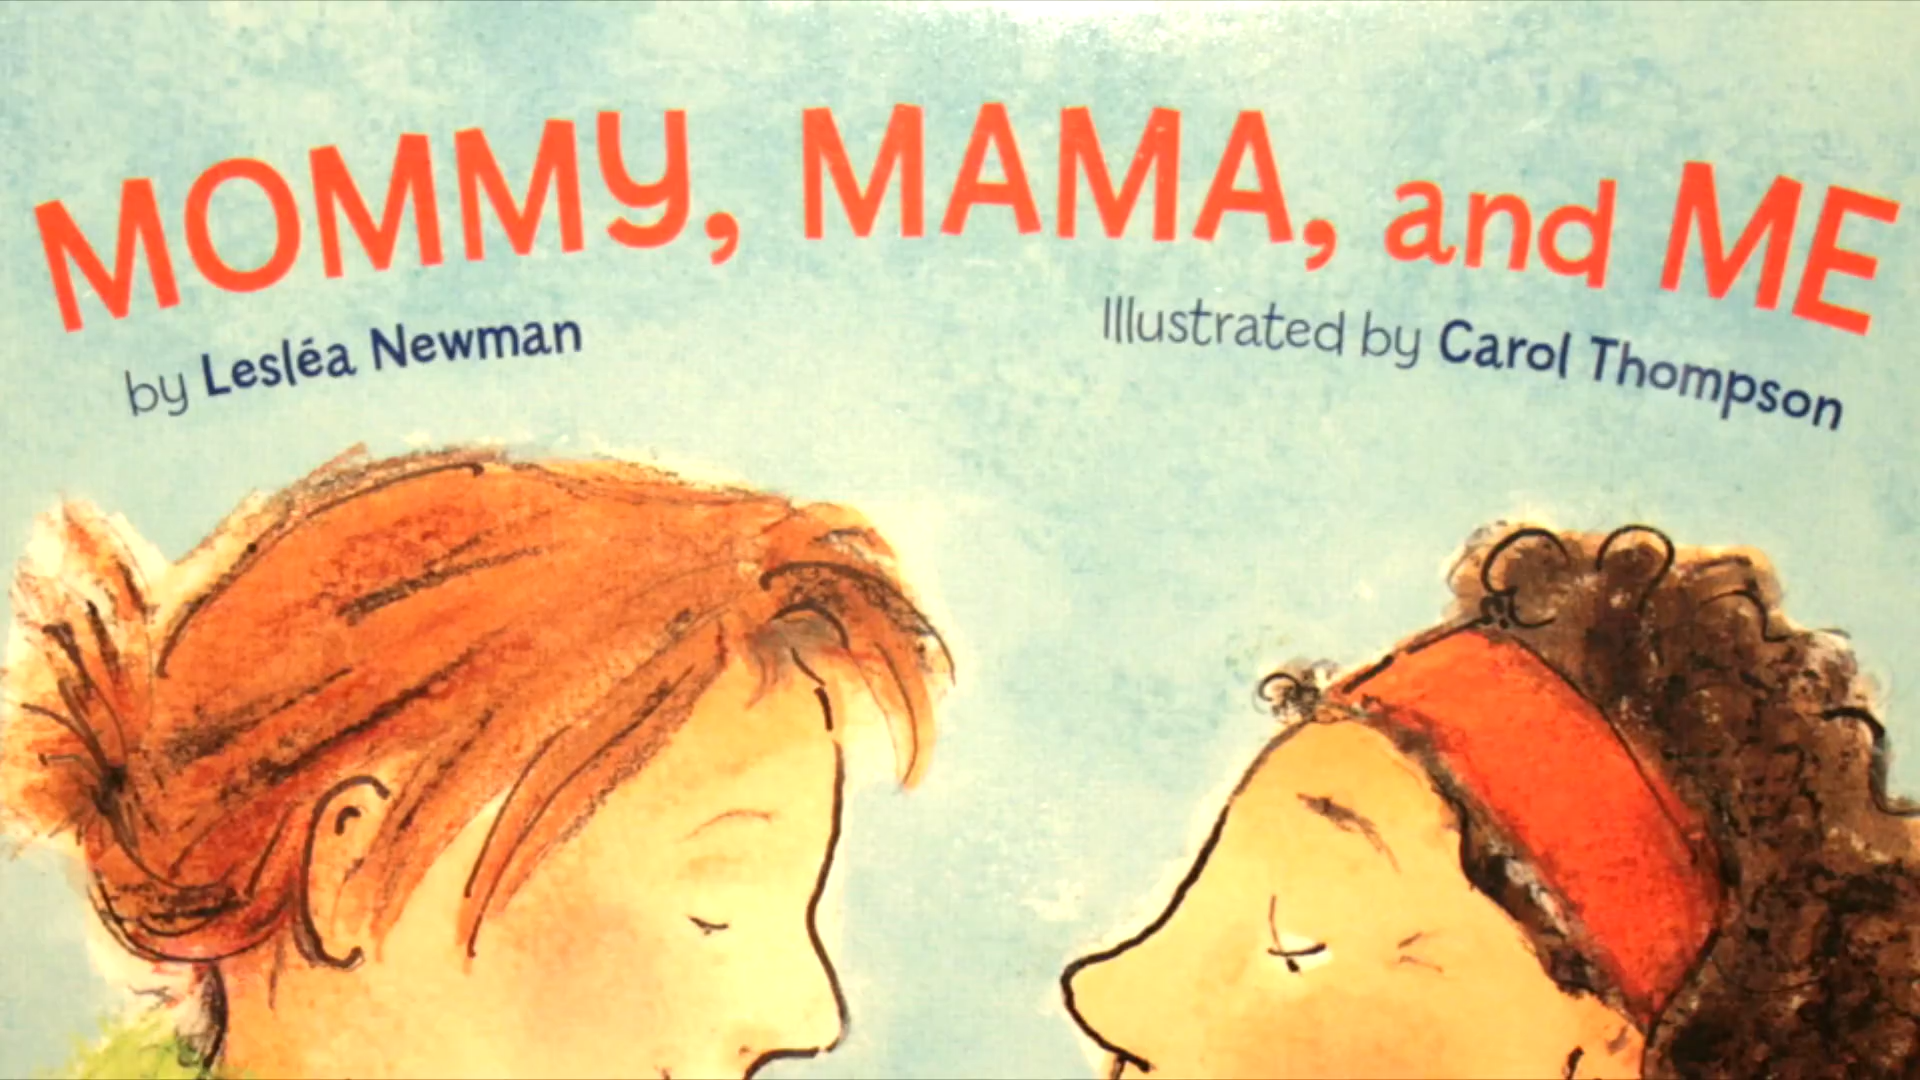 MOMMY, MAMA, and ME
by Lesléa Newman
Illustrated by Carol Thompson